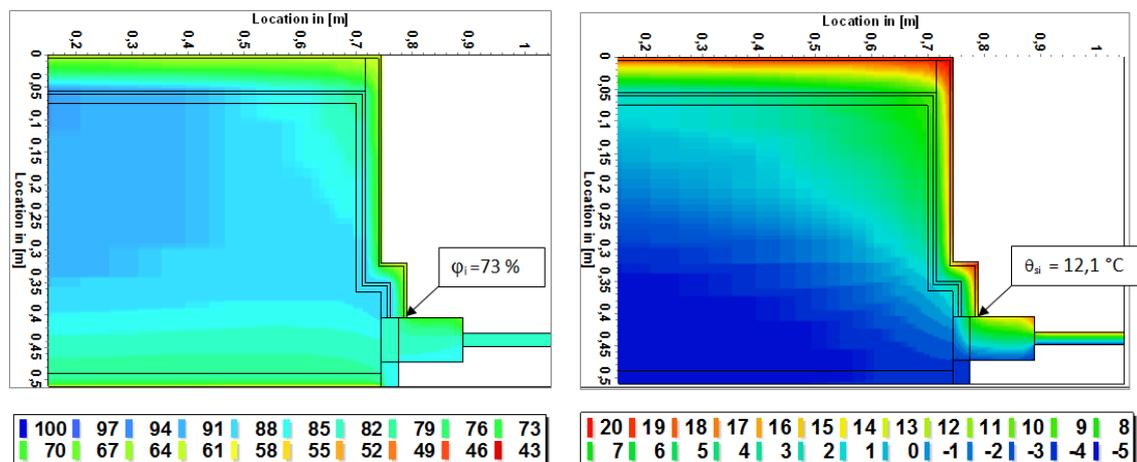 Location in [m]
0,2 0,3 0,4 0,5 0,6 0,7 0,8 0,9 1
0
0,05
0,1
0,15
0,2
0,25
0,3
0,35
0,4
0,45
0,5
Location in [m]
φi =73 %
100 97 94 91 88 85 82 79 76 73
70 67 64 61 58 55 52 49 46 43
Location in [m]
0,2 0,3 0,4 0,5 0,6 0,7 0,8 0,9 1
0
0,05
0,1
0,15
0,2
0,25
0,3
0,35
0,4
0,45
0,5
Location in [m]
θsi = 12,1 °C
20 19 18 17 16 15 14 13 12 11 10 9 8
7 6 5 4 3 2 1 0 -1 -2 -3 -4 -5